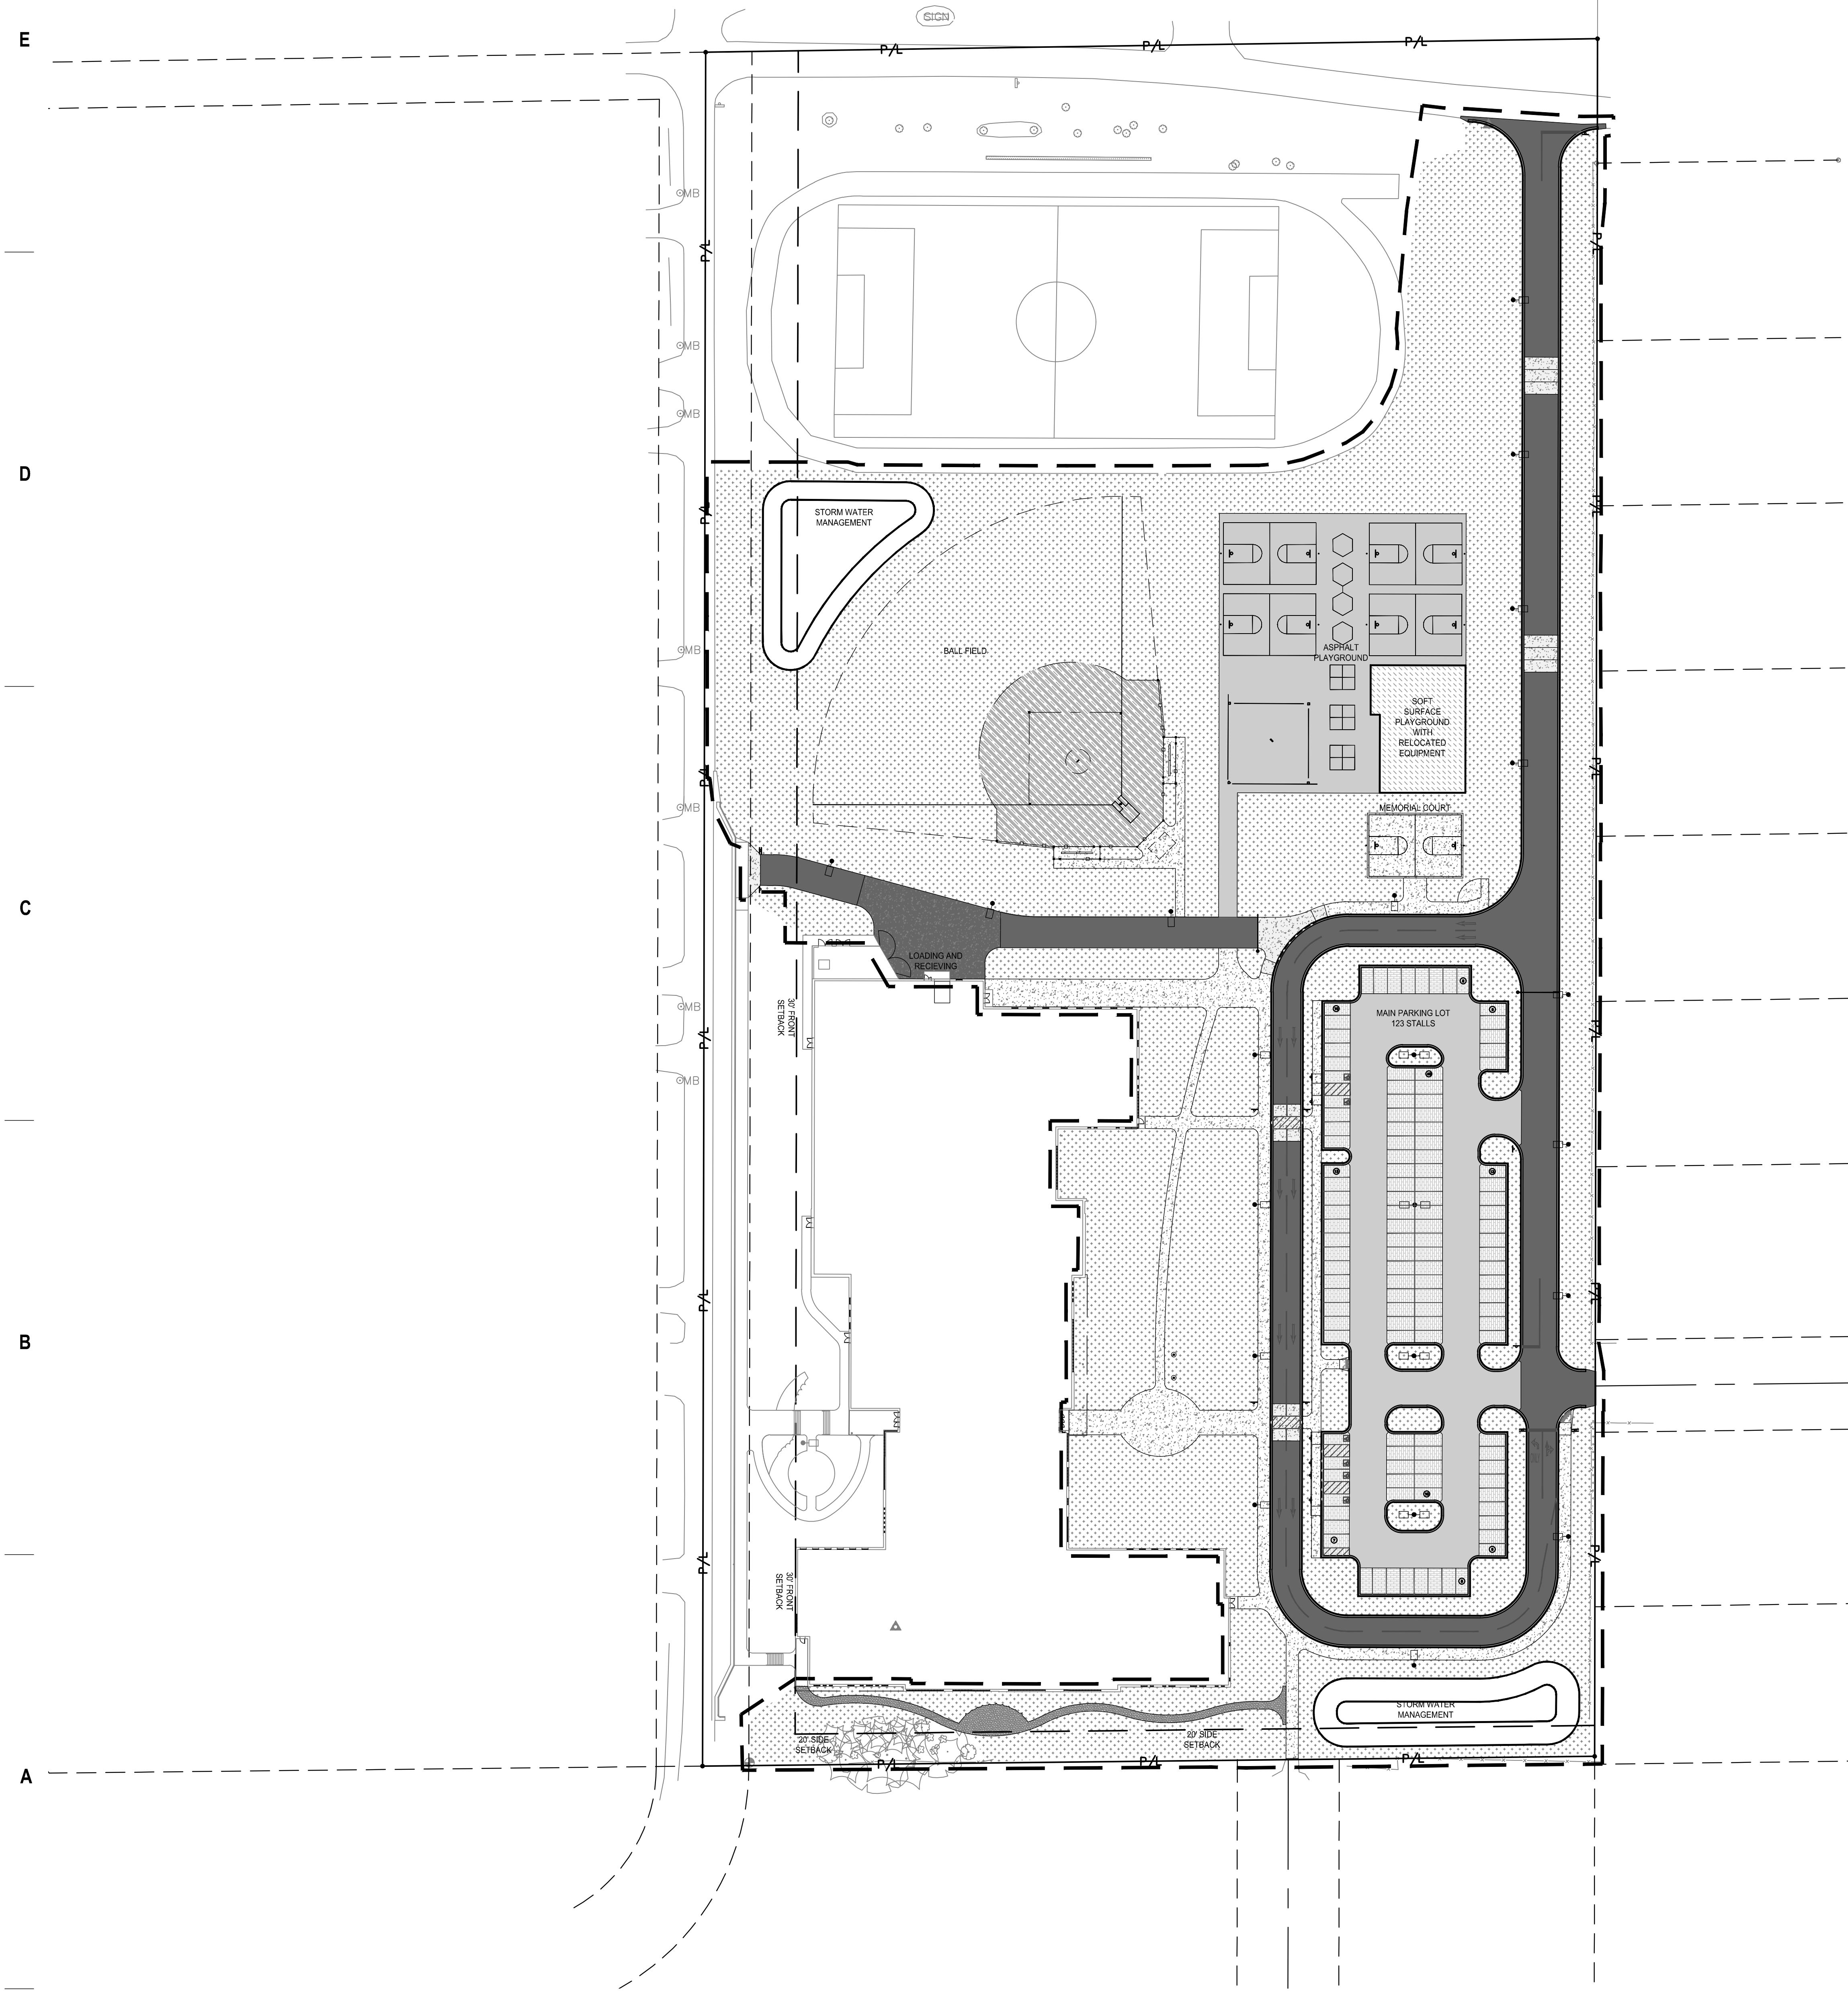 E
SIGN
P/L
P/L
P/L
MB
P/L
P/L
MB
MB
D
STORM WATER
MANAGEMENT
P/L
P/L
BALL FIELD
MB
ASPHALT
PLAYGROUND
SOFT
SURFACE
PLAYGROUND
WITH
RELOCATED
EQUIPMENT
P/L
P/L
MB
MEMORIAL COURT
C
LOADING AND
RECIEVING
30' FRONT
SETBACK
MB
MAIN PARKING LOT
123 STALLS
P/L
P/L
MB
P/L
P/L
B
P/L
P/L
30' FRONT
SETBACK
STORM WATER
MANAGEMENT
20' SIDE
SETBACK
20' SIDE
SETBACK
P/L
P/L
P/L
A